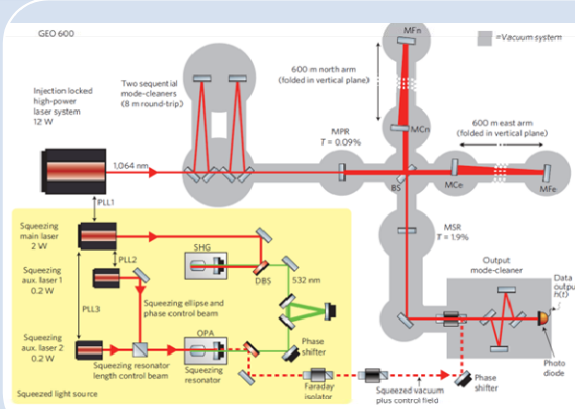 GEO 600
MFn
=Vacuum system
Injection locked
high-power
laser system
12 W
Two sequential
mode-cleaners
(8 m round-trip)
600 m north arm
(folded in vertical plane)
600 m east arm
(folded in vertical plane)
MCn
MPR
T = 0.09%
1,064 nm
BS
MCe
MFe
PLL1
Squeezing
main laser
2 W
SHG
MSR
T = 1.9%
Output
mode-cleaner
Data
output
h(t)
PLL2
Squeezing
aux. laser 1
0.2 W
DBS
532 nm
Squeezing ellipse and
phase control beam
PLL3
OPA
Squeezing
aux. laser 2
0.2 W
Phase
shifter
Photo
diode
Squeezing resonator
length control beam
Squeezing
resonator
Faraday
isolator
Squeezed vacuum
plus control field
Phase
shifter
Squeezed light source